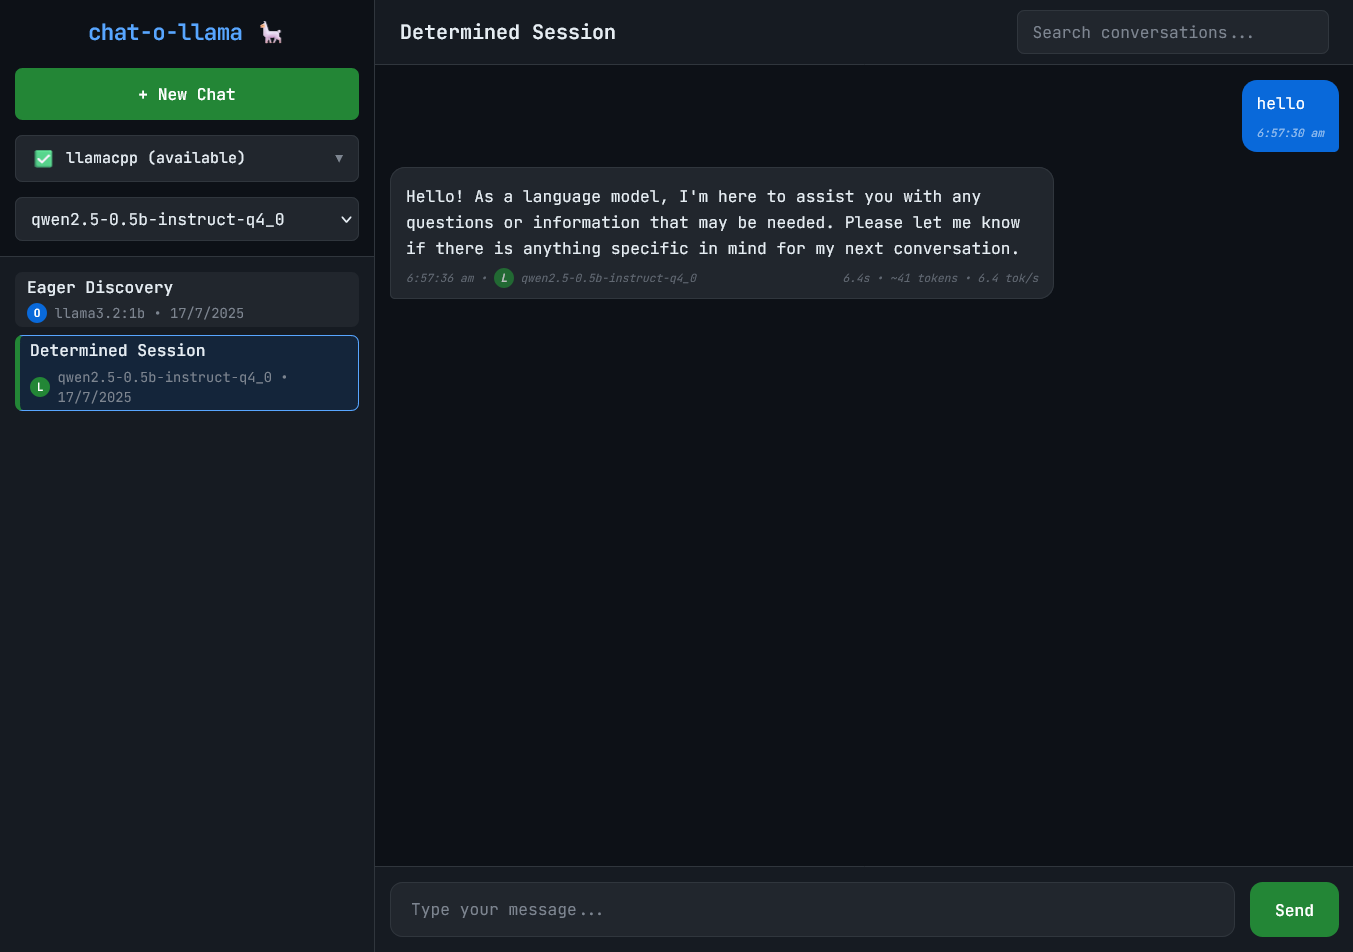 chat-o-llama 🦙
+ New Chat
✅ llamacpp (available) ▼
qwen2.5-0.5b-instruct-q4_0
Eager Discovery
O llama3.2:1b • 17/7/2025
Determined Session
L qwen2.5-0.5b-instruct-q4_0 •
17/7/2025
Determined Session
Search conversations...
hello
6:57:30 am
Hello! As a language model, I'm here to assist you with any
questions or information that may be needed. Please let me know
if there is anything specific in mind for my next conversation.
6:57:36 am • L qwen2.5-0.5b-instruct-q4_0 6.4s • ~41 tokens • 6.4 tok/s
Type your message...
Send